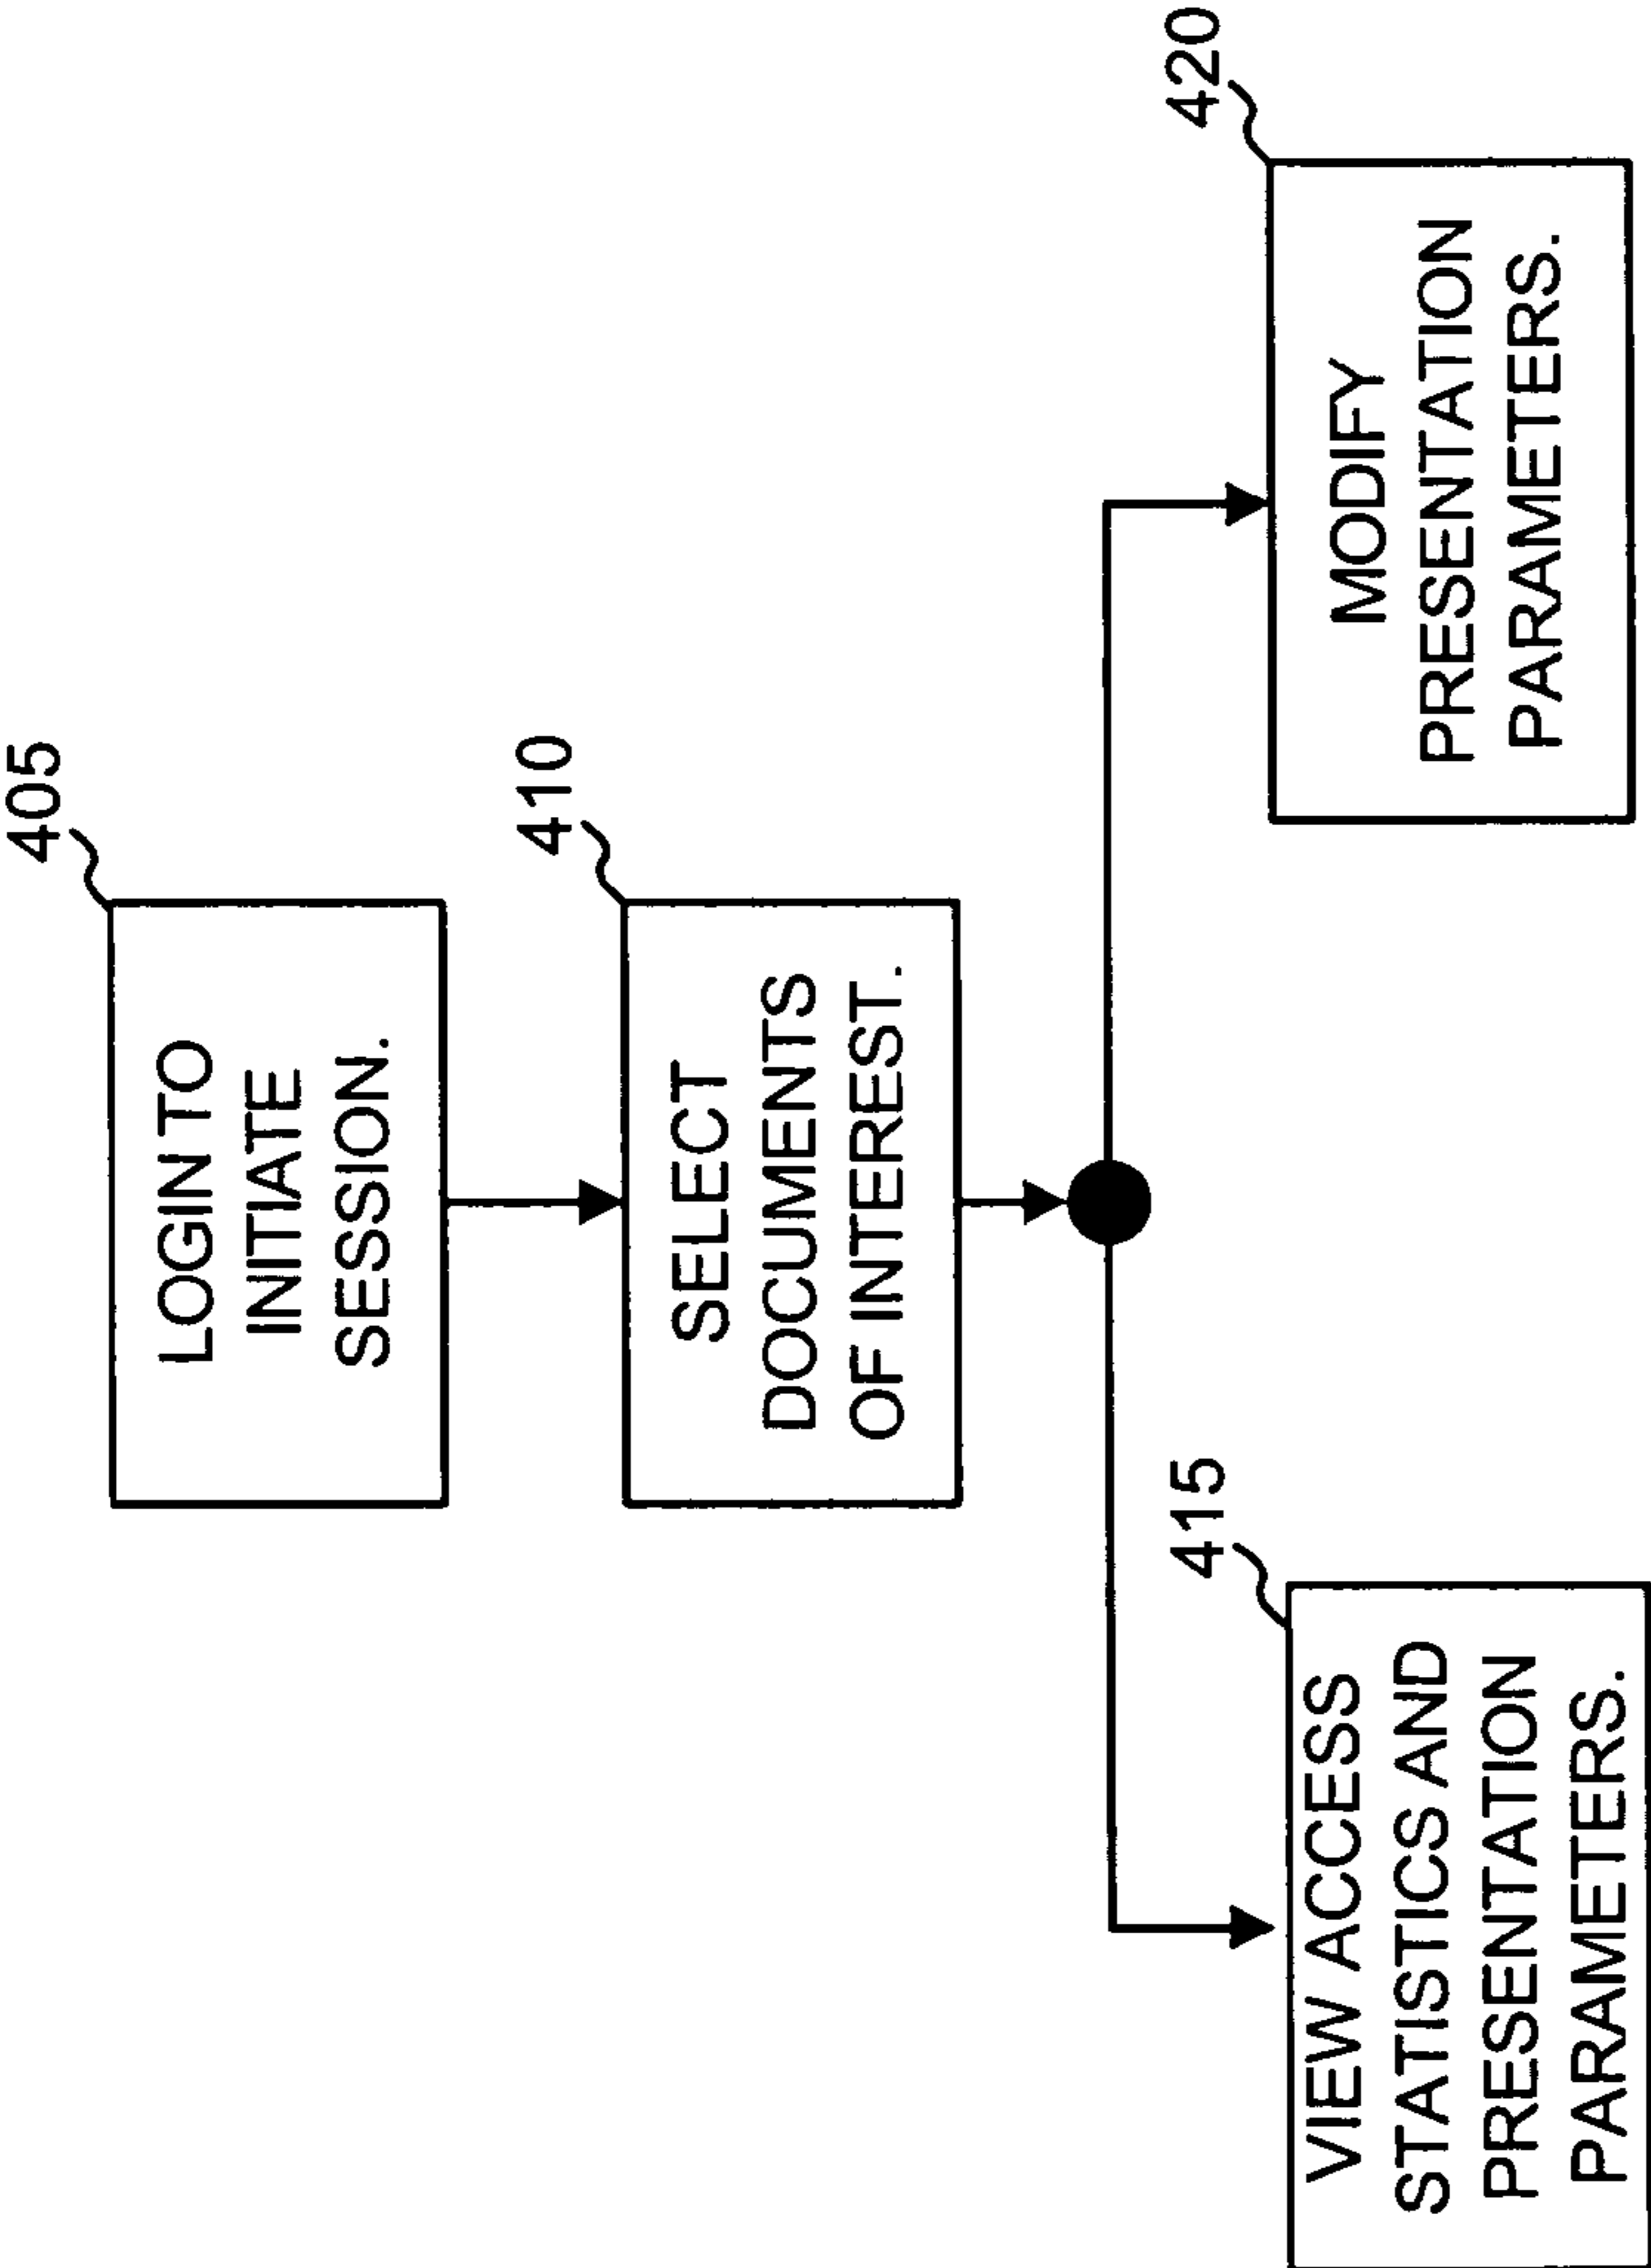 405
LOGIN TO
INITIATE
SESSION.
410
SELECT
DOCUMENTS
OF INTEREST.
415
VIEW ACCESS
STATISTICS AND
PRESENTATION
PARAMETERS.
420
MODIFY
PRESENTATION
PARAMETERS.